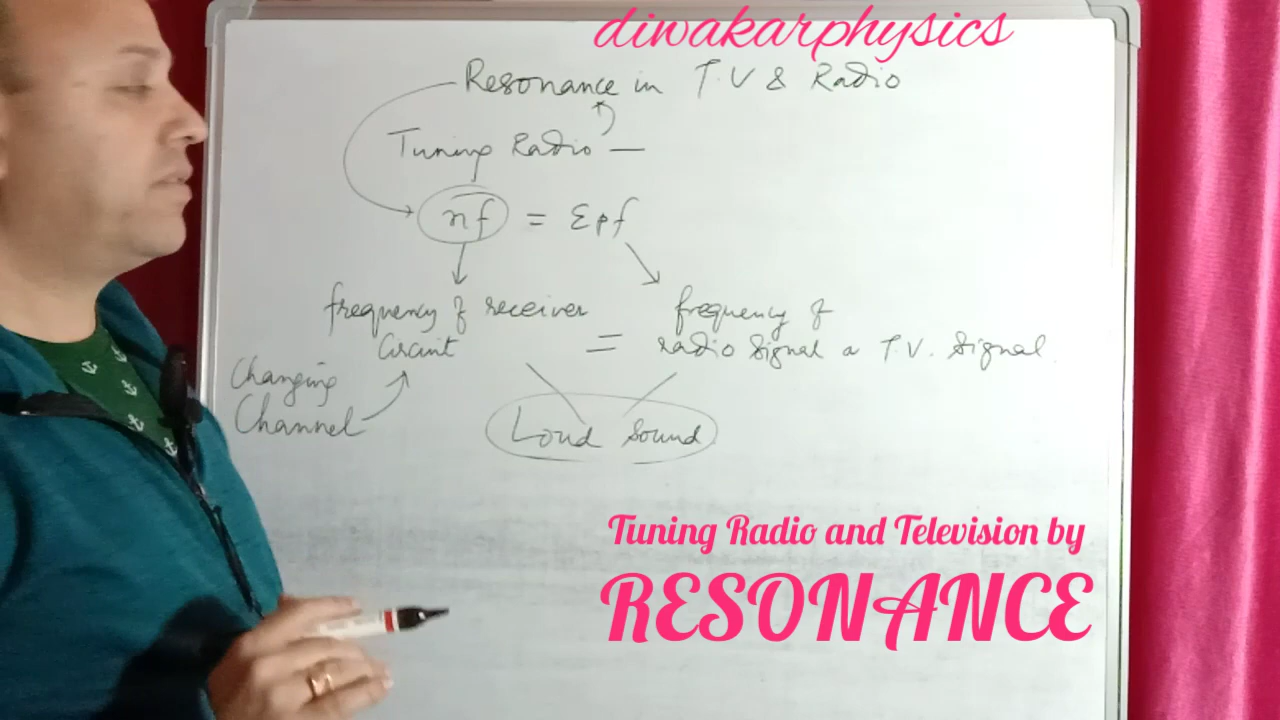 diwakarphysics
Resonance in T.V & Radio
Tuning Radio —
nf = Epf
frequency of receiver
Circuit
=
frequency of
radio Signal or T.V. Signal.
Changing
Channel
Loud Sound
Tuning Radio and Television by
RESONANCE